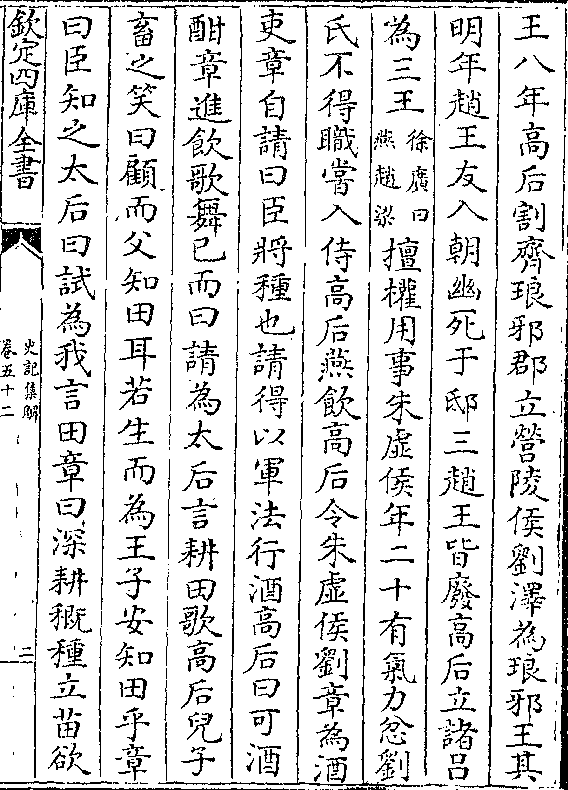 王八年高后割齊琅邪郡立營陵侯劉澤為琅邪王其
明年趙王友入朝幽死于邸三趙王皆廢高后立諸吕
為三王徐廣曰燕趙梁擅權用事朱虛侯年二十有氣力忿劉
氏不得職嘗入侍高后燕飲高后令朱虛侯劉章為酒
吏章自請曰臣將種也請得以軍法行酒高后曰可酒
酣章進飲歌舞已而曰請為太后言耕田歌高后兒子
畜之笑曰顧而父知田耳若生而為王子安知田乎章
曰臣知之太后曰試為我言田章曰深耕穊種立苗欲
欽定四庫全書
史記集解
卷五十二
二